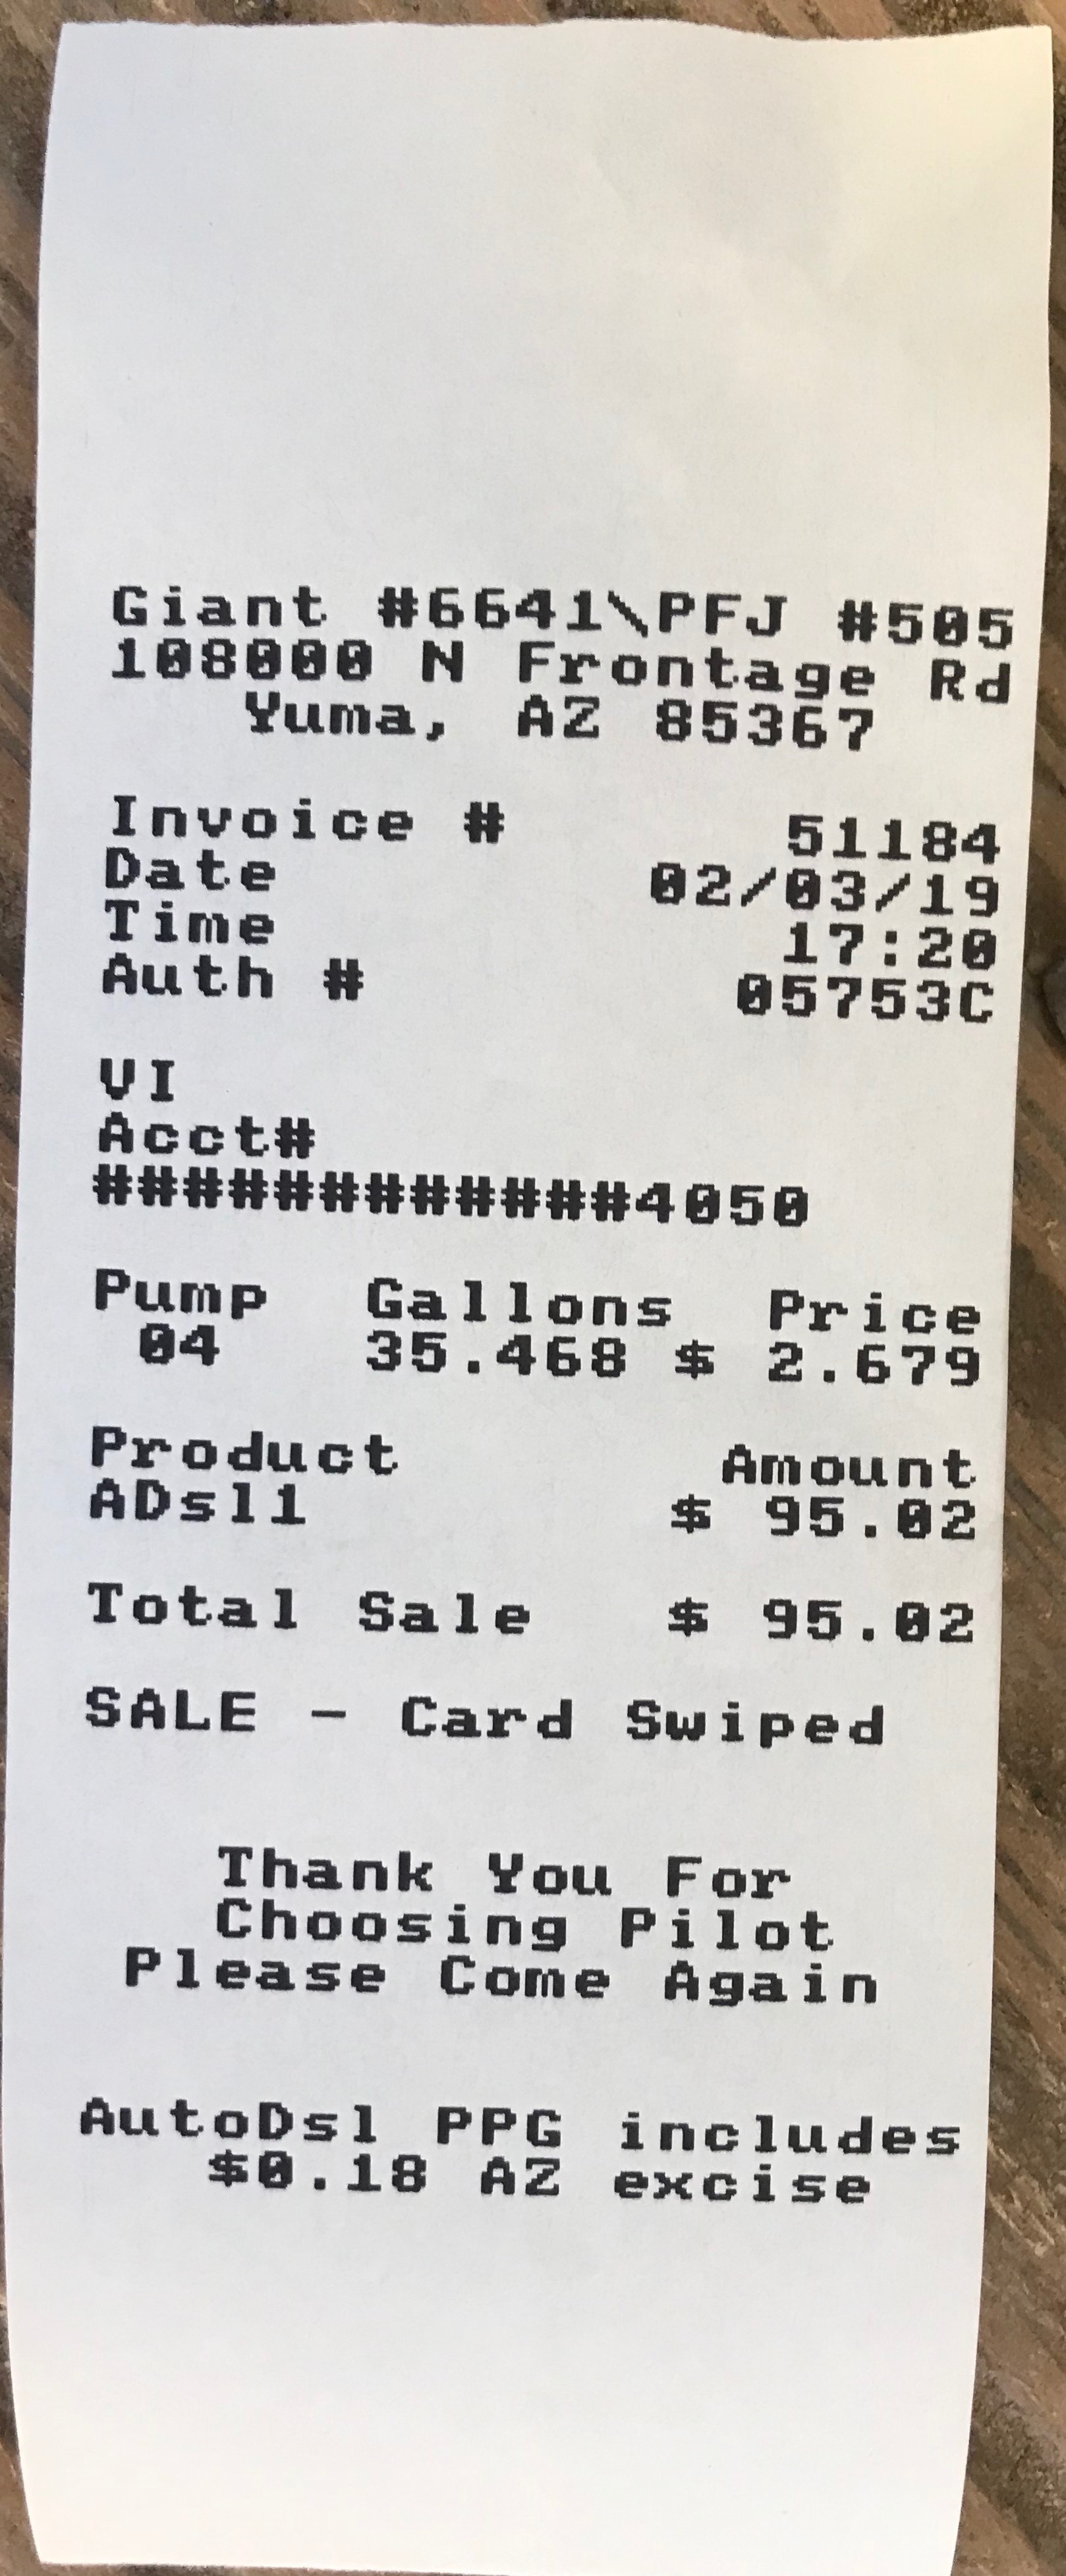 Giant #6641\PFJ #505
108000 N Frontage Rd
Yuma, AZ 85367
Invoice # 51184
Date 02/03/19
Time 17:20
Auth # 05753C
VI
Acct#
############4050
Pump Gallons Price
04 35.468 $ 2.679
Product Amount
ADsl1 $ 95.02
Total Sale $ 95.02
SALE - Card Swiped
Thank You For
Choosing Pilot
Please Come Again
AutoDsl PPG includes
$0.18 AZ excise